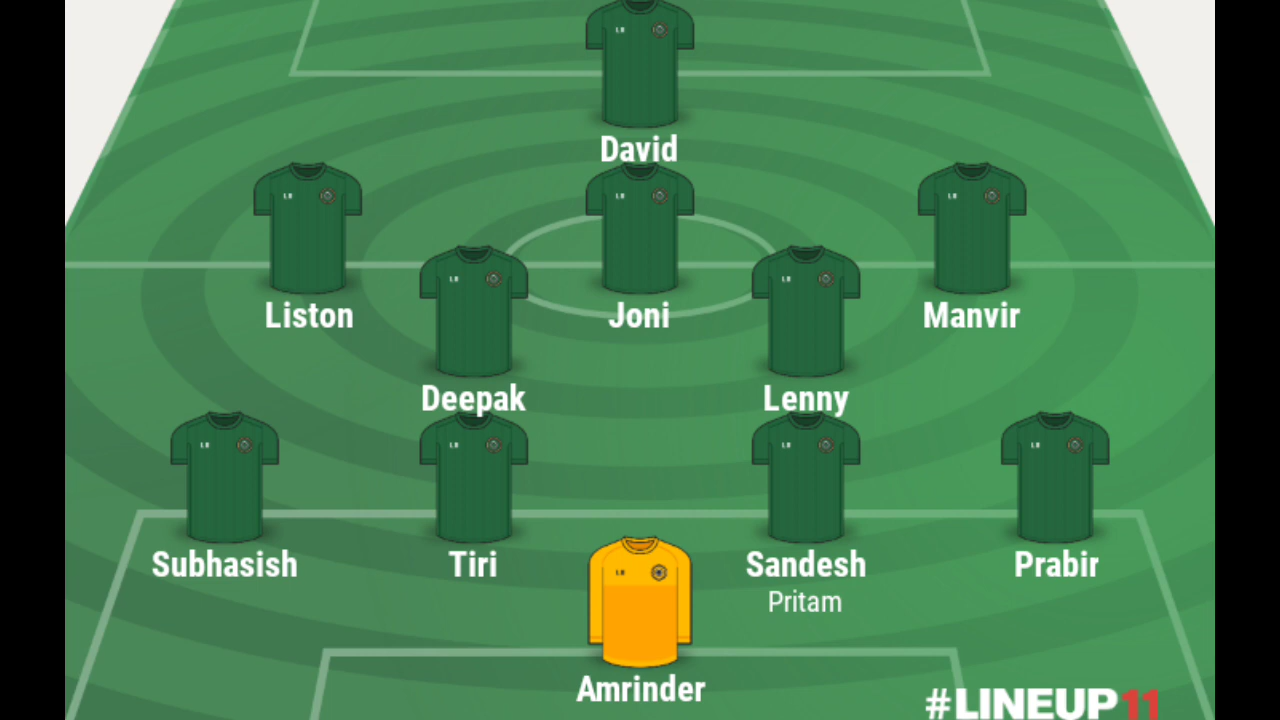 David
Liston
Joni
Manvir
Deepak
Lenny
Subhasish
Tiri
Sandesh
Prabir
Pritam
Amrinder
#LINEUP11